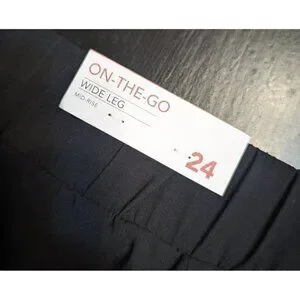 ON-THE-GO
WIDE LEG
MID-RISE
24